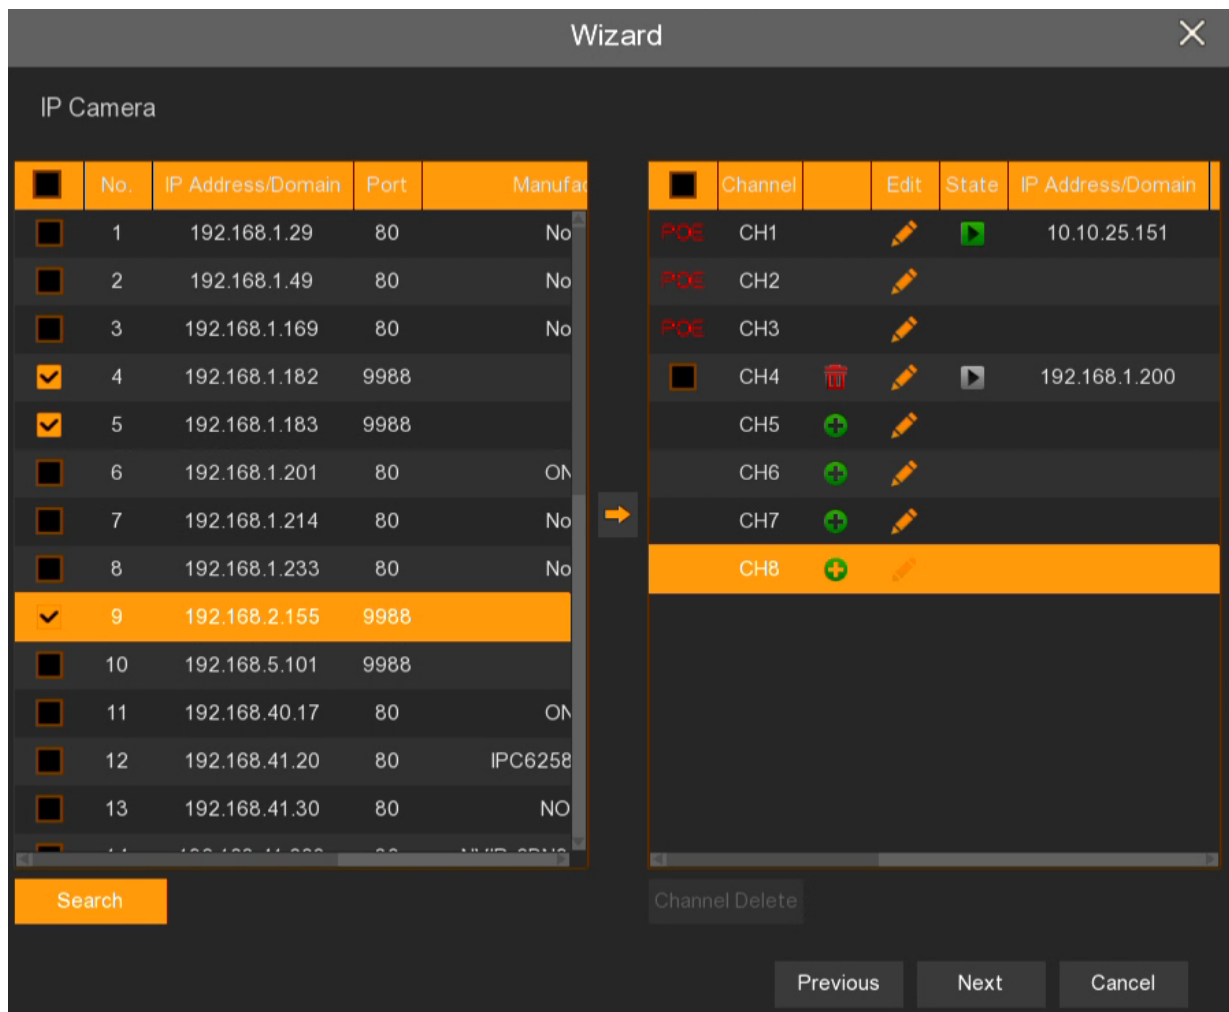 Wizard
IP Camera
No. IP Address/Domain Port Manufac
1 192.168.1.29 80 No
2 192.168.1.49 80 No
3 192.168.1.169 80 No
4 192.168.1.182 9988
5 192.168.1.183 9988
6 192.168.1.201 80 ON
7 192.168.1.214 80 No
8 192.168.1.233 80 No
9 192.168.2.155 9988
10 192.168.5.101 9988
11 192.168.40.17 80 ON
12 192.168.41.20 80 IPC6258
13 192.168.41.30 80 NO
Search
Channel Edit State IP Address/Domain
POE CH1 10.10.25.151
POE CH2
POE CH3
CH4 192.168.1.200
CH5
CH6
CH7
CH8
Channel Delete
Previous Next Cancel